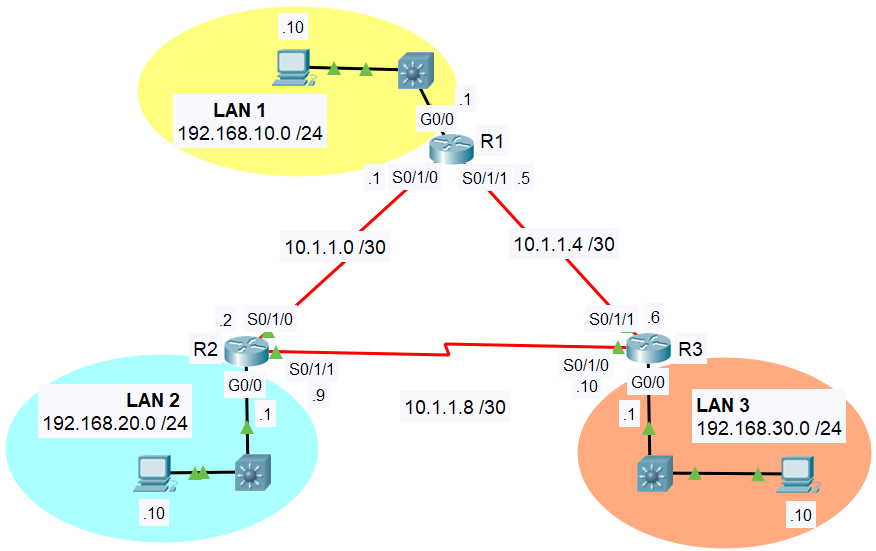 .10
LAN 1
192.168.10.0 /24
.1
G0/0
R1
.1 S0/1/0
S0/1/1 .5
10.1.1.0 /30
10.1.1.4 /30
.2 S0/1/0
S0/1/1 .6
R2
R3
S0/1/1
.9
S0/1/0
.10
G0/0
G0/0
10.1.1.8 /30
LAN 2
192.168.20.0 /24
.1
.1
LAN 3
192.168.30.0 /24
.10
.10